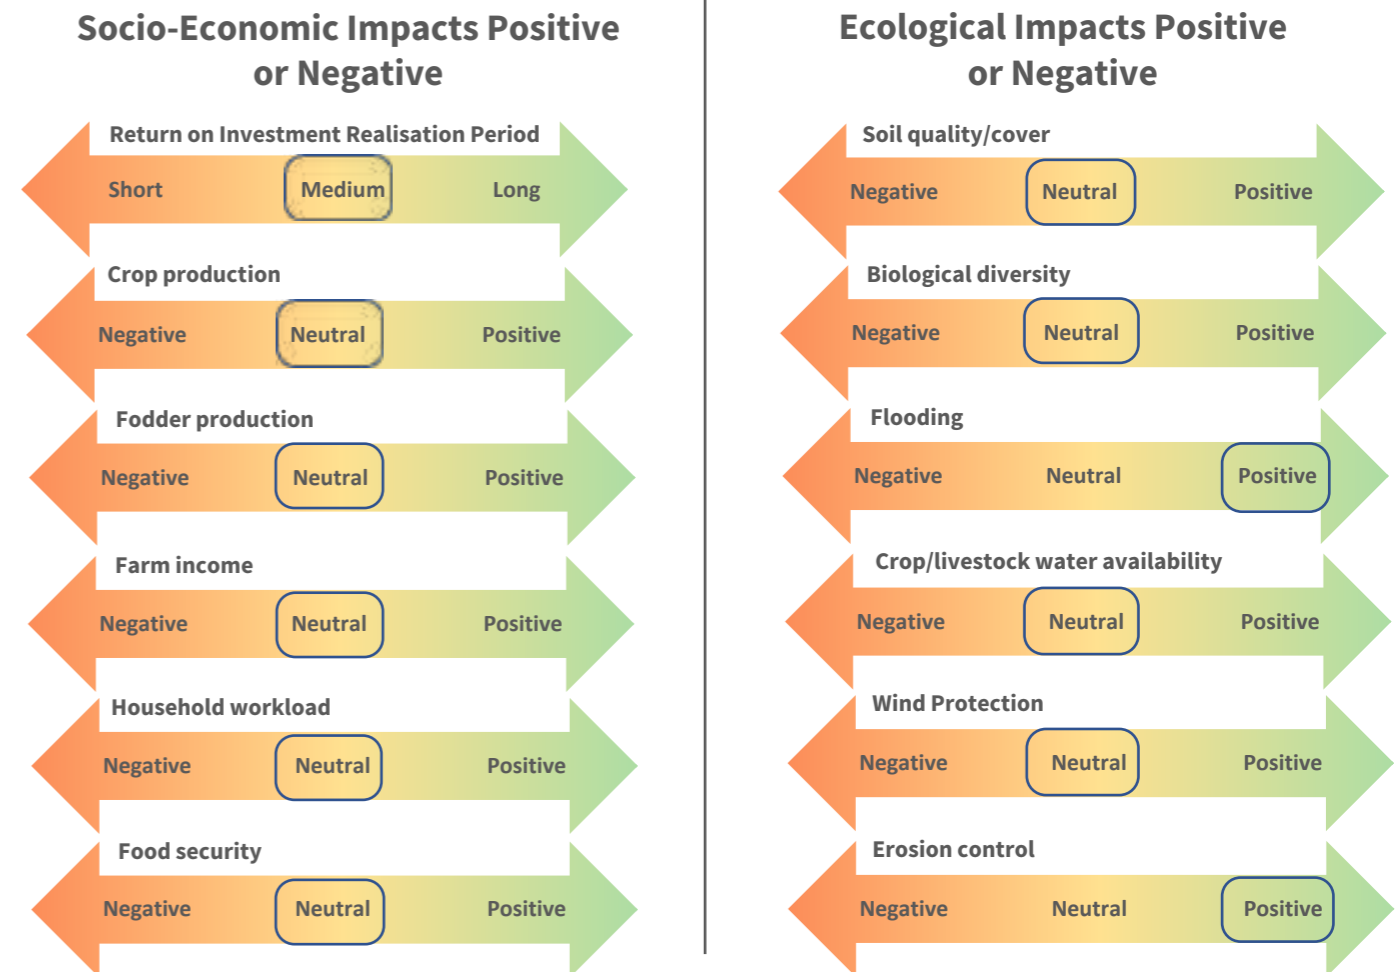 Socio-Economic Impacts Positive
or Negative
Return on Investment Realisation Period
Short Medium Long
Crop production
Negative Neutral Positive
Fodder production
Negative Neutral Positive
Farm income
Negative Neutral Positive
Household workload
Negative Neutral Positive
Food security
Negative Neutral Positive
Ecological Impacts Positive
or Negative
Soil quality/cover
Negative Neutral Positive
Biological diversity
Negative Neutral Positive
Flooding
Negative Neutral Positive
Crop/livestock water availability
Negative Neutral Positive
Wind Protection
Negative Neutral Positive
Erosion control
Negative Neutral Positive